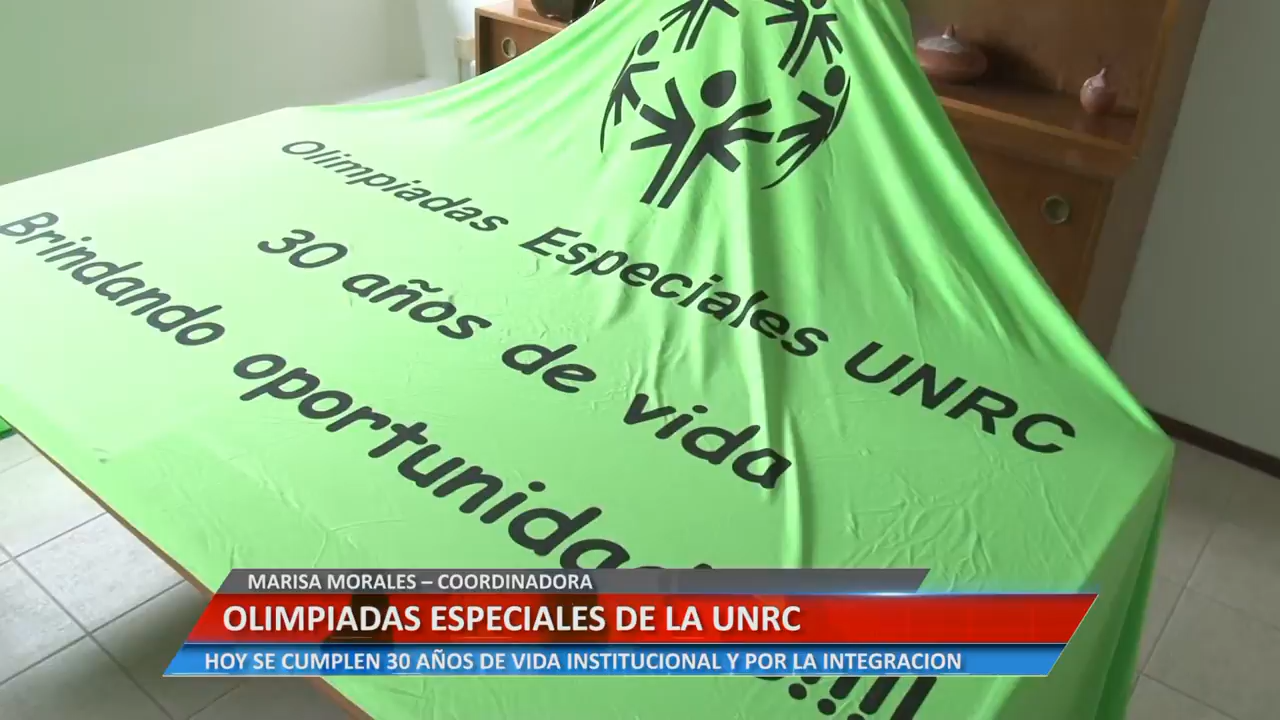 Olimpiadas Especiales UNRC
30 años de vida
Brindando
MARISA MORALES – COORDINADORA
OLIMPIADAS ESPECIALES DE LA UNRC
HOY SE CUMPLEN 30 AÑOS DE VIDA INSTITUCIONAL Y POR LA INTEGRACION